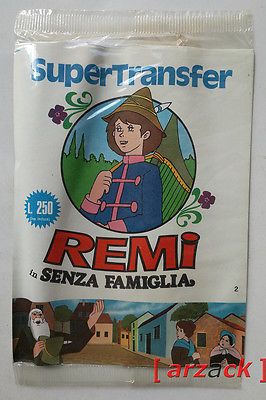 SuperTransfer
L. 250
REMi
in SENZA FAMIGLIA.
2
[ arzack ]